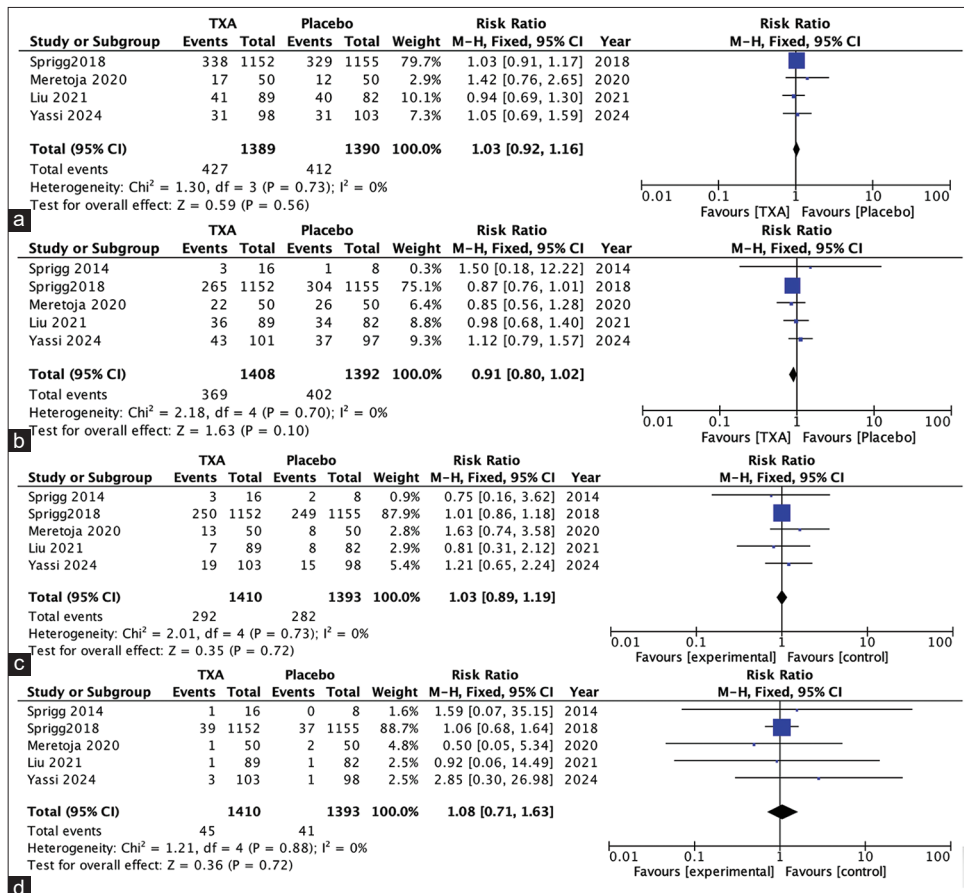 TXA Placebo Risk Ratio Risk Ratio
Study or Subgroup Events Total Events Total Weight M-H, Fixed, 95% CI Year M-H, Fixed, 95% CI
Sprigg2018 338 1152 329 1155 79.7% 1.03 [0.91, 1.17] 2018
Meretoja 2020 17 50 12 50 2.9% 1.42 [0.76, 2.65] 2020
Liu 2021 41 89 40 82 10.1% 0.94 [0.69, 1.30] 2021
Yassi 2024 31 98 31 103 7.3% 1.05 [0.69, 1.59] 2024
Total (95% CI) 1389 1390 100.0% 1.03 [0.92, 1.16]
Total events 427 412
Heterogeneity: Chi² = 1.30, df = 3 (P = 0.73); I² = 0%
Test for overall effect: Z = 0.59 (P = 0.56)
0.01 0.1 1 10 100
Favours [TXA] Favours [Placebo]
a
TXA Placebo Risk Ratio Risk Ratio
Study or Subgroup Events Total Events Total Weight M-H, Fixed, 95% CI Year M-H, Fixed, 95% CI
Sprigg 2014 3 16 1 8 0.3% 1.50 [0.18, 12.22] 2014
Sprigg2018 265 1152 304 1155 75.1% 0.87 [0.76, 1.01] 2018
Meretoja 2020 22 50 26 50 6.4% 0.85 [0.56, 1.28] 2020
Liu 2021 36 89 34 82 8.8% 0.98 [0.68, 1.40] 2021
Yassi 2024 43 101 37 97 9.3% 1.12 [0.79, 1.57] 2024
Total (95% CI) 1408 1392 100.0% 0.91 [0.80, 1.02]
Total events 369 402
Heterogeneity: Chi² = 2.18, df = 4 (P = 0.70); I² = 0%
Test for overall effect: Z = 1.63 (P = 0.10)
0.01 0.1 1 10 100
Favours [TXA] Favours [Placebo]
b
TXA Placebo Risk Ratio Risk Ratio
Study or Subgroup Events Total Events Total Weight M-H, Fixed, 95% CI Year M-H, Fixed, 95% CI
Sprigg 2014 3 16 2 8 0.9% 0.75 [0.16, 3.62] 2014
Sprigg2018 250 1152 249 1155 87.9% 1.01 [0.86, 1.18] 2018
Meretoja 2020 13 50 8 50 2.8% 1.63 [0.74, 3.58] 2020
Liu 2021 7 89 8 82 2.9% 0.81 [0.31, 2.12] 2021
Yassi 2024 19 103 15 98 5.4% 1.21 [0.65, 2.24] 2024
Total (95% CI) 1410 1393 100.0% 1.03 [0.89, 1.19]
Total events 292 282
Heterogeneity: Chi² = 2.01, df = 4 (P = 0.73); I² = 0%
Test for overall effect: Z = 0.35 (P = 0.72)
0.01 0.1 1 10 100
Favours [experimental] Favours [control]
c
TXA Placebo Risk Ratio Risk Ratio
Study or Subgroup Events Total Events Total Weight M-H, Fixed, 95% CI Year M-H, Fixed, 95% CI
Sprigg 2014 1 16 0 8 1.6% 1.59 [0.07, 35.15] 2014
Sprigg2018 39 1152 37 1155 88.7% 1.06 [0.68, 1.64] 2018
Meretoja 2020 1 50 2 50 4.8% 0.50 [0.05, 5.34] 2020
Liu 2021 1 89 1 82 2.5% 0.92 [0.06, 14.49] 2021
Yassi 2024 3 103 1 98 2.5% 2.85 [0.30, 26.98] 2024
Total (95% CI) 1410 1393 100.0% 1.08 [0.71, 1.63]
Total events 45 41
Heterogeneity: Chi² = 1.21, df = 4 (P = 0.88); I² = 0%
Test for overall effect: Z = 0.36 (P = 0.72)
0.01 0.1 1 10 100
Favours [experimental] Favours [control]
d